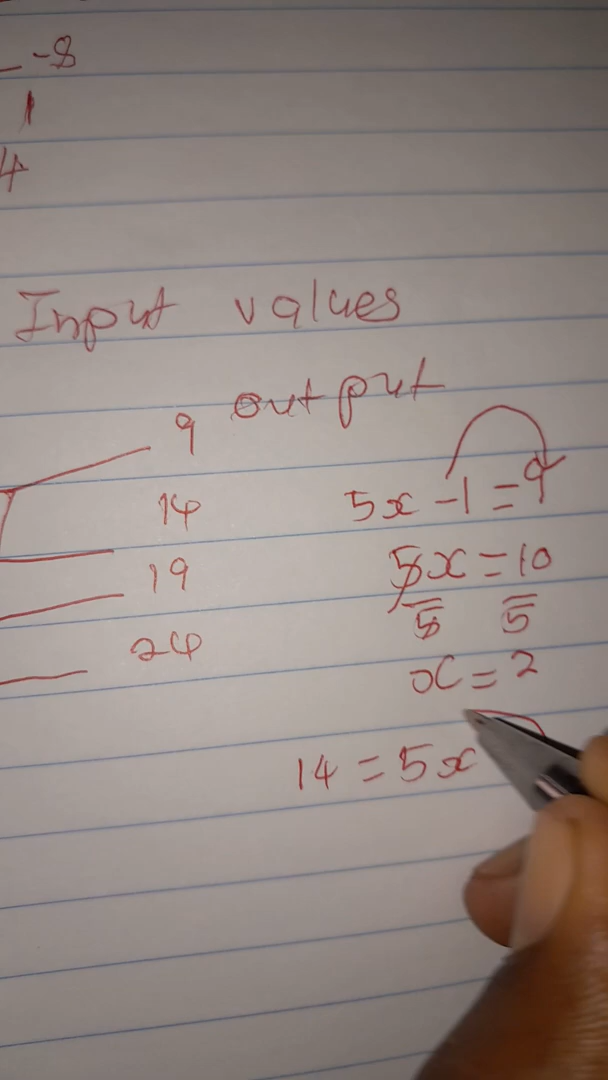 -8
1
4
Input values
output
9
14
5x -1 = 9
19
5x = 10
5 5
24
x = 2
14 = 5x